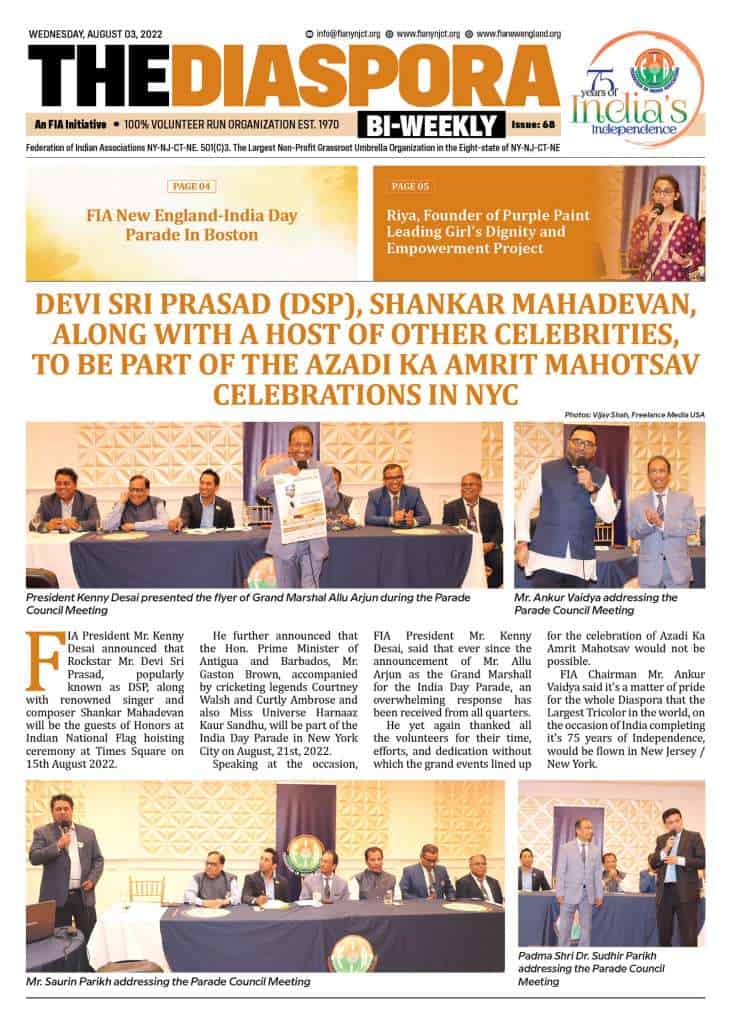 WEDNESDAY, AUGUST 03, 2022
info@fianynjct.org www.fianynjct.org www.fianewengland.org
THEDIASPORA
An FIA Initiative • 100% VOLUNTEER RUN ORGANIZATION EST. 1970
BI-WEEKLY
Issue: 68
75
years of
India's
Independence
Federation of Indian Associations NY-NJ-CT-NE. 501(C)3. The Largest Non-Profit Grassroot Umbrella Organization in the Eight-state of NY-NJ-CT-NE
PAGE 04
FIA New England-India Day
Parade In Boston
PAGE 05
Riya, Founder of Purple Paint
Leading Girl's Dignity and
Empowerment Project
DEVI SRI PRASAD (DSP), SHANKAR MAHADEVAN,
ALONG WITH A HOST OF OTHER CELEBRITIES,
TO BE PART OF THE AZADI KA AMRIT MAHOTSAV
CELEBRATIONS IN NYC
Photos: Vijay Shah, Freelance Media USA
President Kenny Desai presented the flyer of Grand Marshal Allu Arjun during the Parade
Council Meeting
Mr. Ankur Vaidya addressing the
Parade Council Meeting
FIA President Mr. Kenny
Desai announced that
Rockstar Mr. Devi Sri
Prasad, popularly
known as DSP, along
with renowned singer and
composer Shankar Mahadevan
will be the guests of Honors at
Indian National Flag hoisting
ceremony at Times Square on
15th August 2022.
He further announced that
the Hon. Prime Minister of
Antigua and Barbados, Mr.
Gaston Brown, accompanied
by cricketing legends Courtney
Walsh and Curtly Ambrose and
also Miss Universe Harnaaz
Kaur Sandhu, will be part of the
India Day Parade in New York
City on August, 21st, 2022.
Speaking at the occasion,
FIA President Mr. Kenny
Desai, said that ever since the
announcement of Mr. Allu
Arjun as the Grand Marshall
for the India Day Parade, an
overwhelming response has
been received from all quarters.
He yet again thanked all
the volunteers for their time,
efforts, and dedication without
which the grand events lined up
for the celebration of Azadi Ka
Amrit Mahotsav would not be
possible.
FIA Chairman Mr. Ankur
Vaidya said it's a matter of pride
for the whole Diaspora that the
Largest Tricolor in the world, on
the occasion of India completing
it's 75 years of Independence,
would be flown in New Jersey /
New York.
Mr. Saurin Parikh addressing the Parade Council Meeting
Padma Shri Dr. Sudhir Parikh
addressing the Parade Council
Meeting